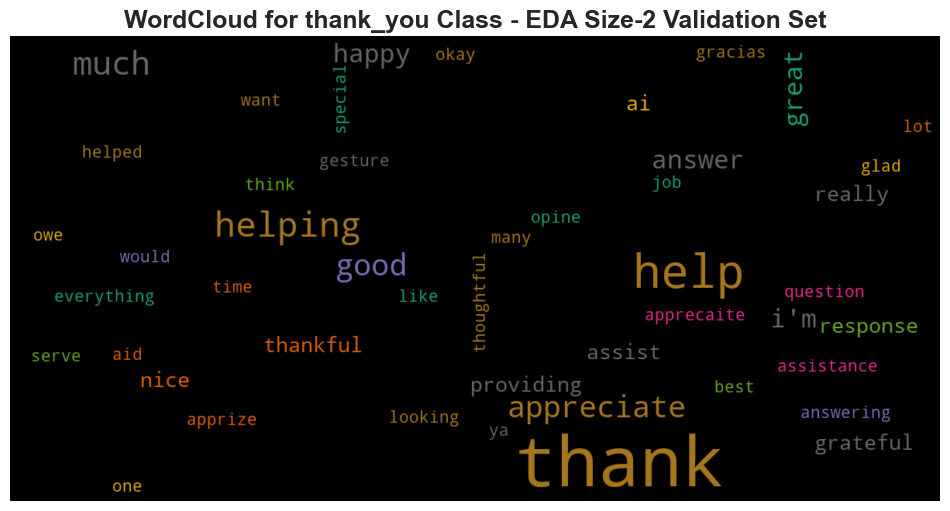 WordCloud for thank_you Class - EDA Size-2 Validation Set
much
happy
okay
gracias
great
special
want
ai
lot
helped
gesture
answer
glad
think
job
really
helping
opine
owe
many
would
good
help
thoughtful
everything
time
like
question
apprecaite
i'm
response
thankful
serve
aid
assist
assistance
nice
providing
best
appreciate
apprize
looking
ya
answering
thank
grateful
one